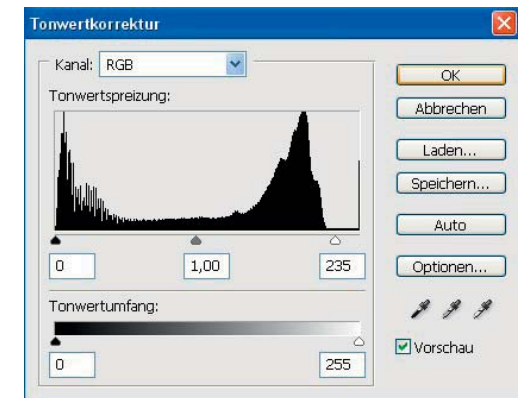 Tonwertkorrektur
Kanal: RGB
Tonwertspreizung:
0 1,00 235
Tonwertumfang:
0 255
OK
Abbrechen
Laden...
Speichern...
Auto
Optionen...
Vorschau